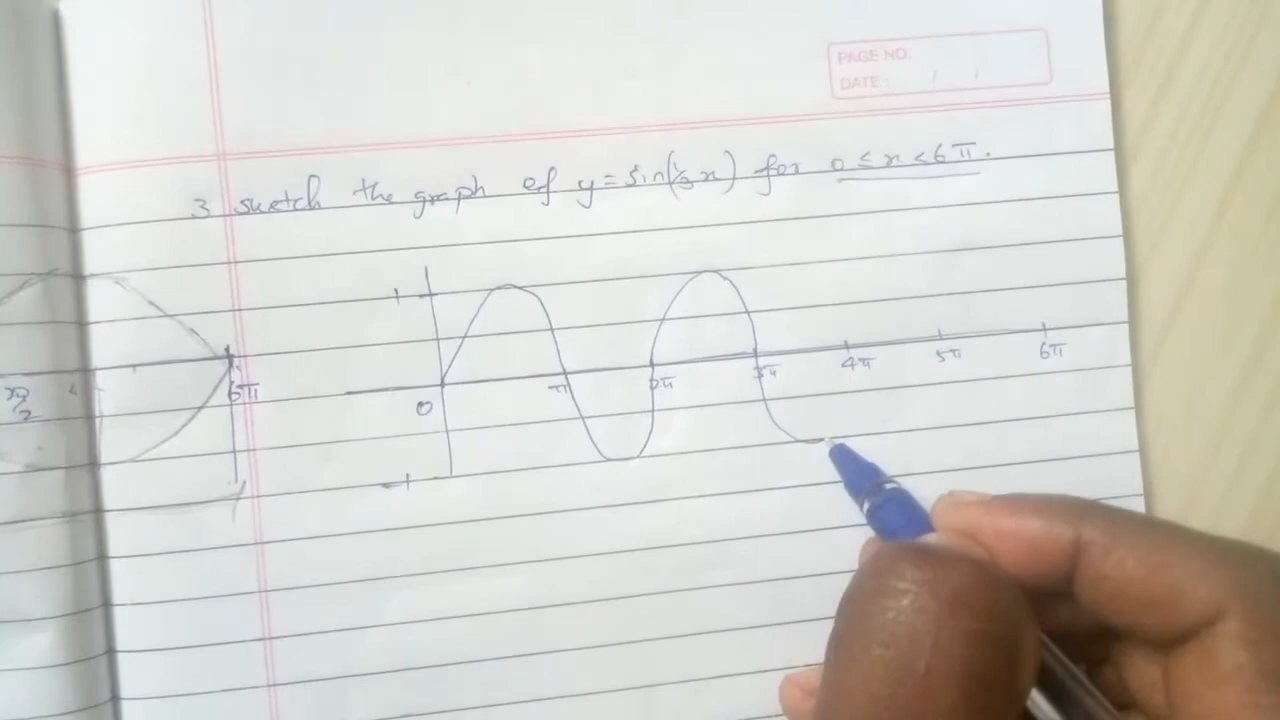 PAGE NO.
DATE: / /
3 sketch the graph of y = sin(⅓x) for 0 ≤ x < 6π.
1
0 π 2π 3π 4π 5π 6π
-1
6π